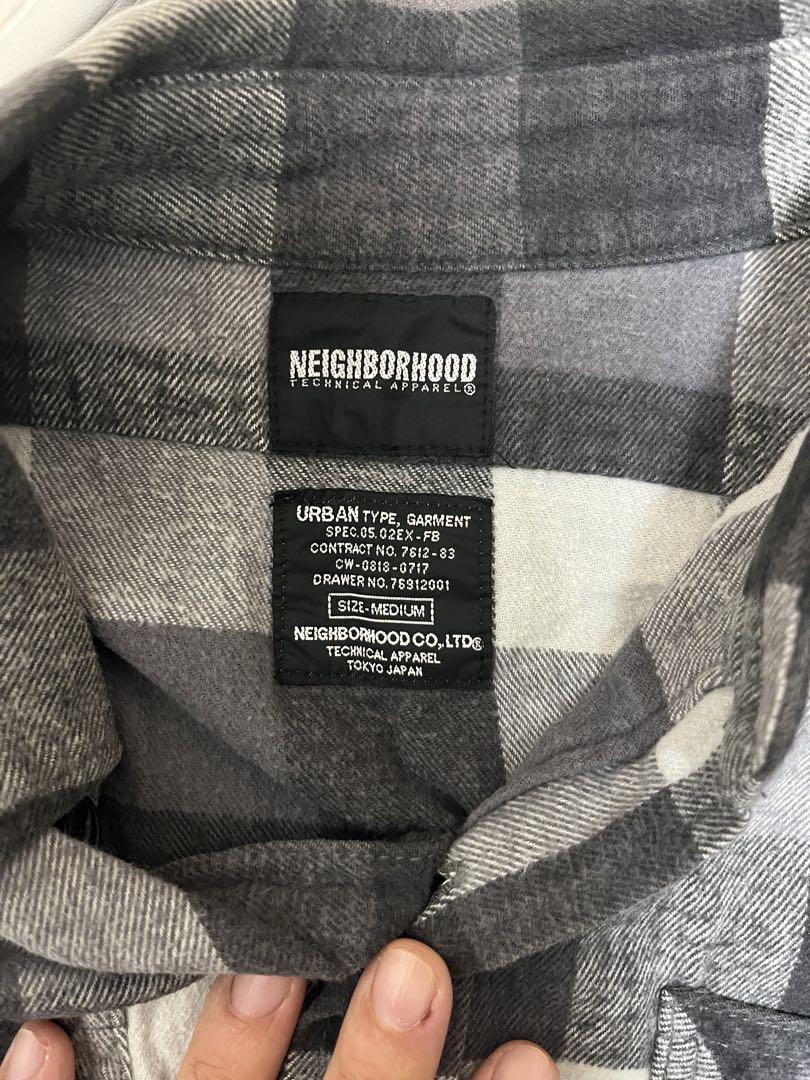 NEIGHBORHOOD
TECHNICAL APPAREL®
URBAN TYPE, GARMENT
SPEC.05.02EX-FB
CONTRACT NO. 7612-83
CW-0818-0717
DRAWER NO. 76912001
SIZE-MEDIUM
NEIGHBORHOOD CO,.LTD®
TECHNICAL APPAREL
TOKYO JAPAN